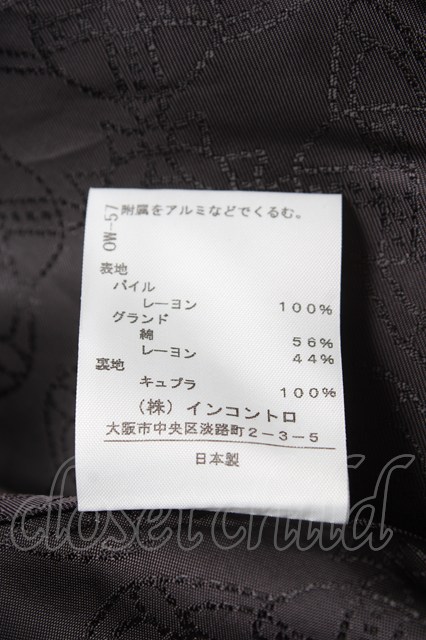 OW-57
附属をアルミなどでくるむ。
表地
パイル
レーヨン 100%
グランド
綿 56%
レーヨン 44%
裏地
キュプラ 100%
(株)インコントロ
大阪市中央区淡路町2-3-5
日本製
closet child